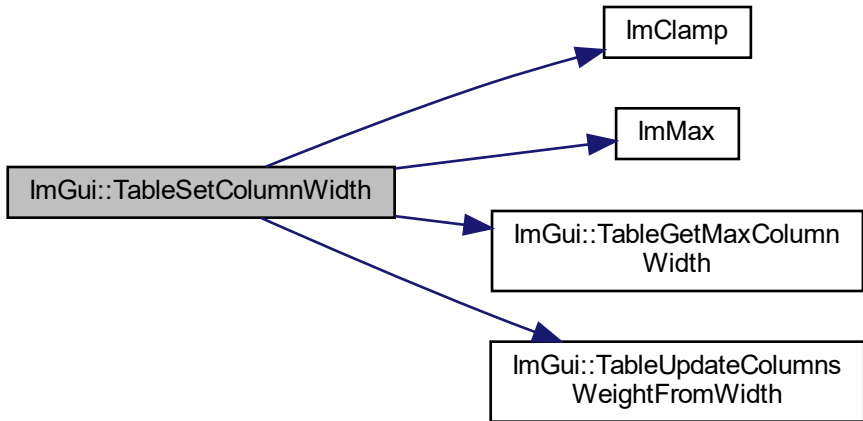 ImClamp
ImMax
ImGui::TableSetColumnWidth
ImGui::TableGetMaxColumn
Width
ImGui::TableUpdateColumns
WeightFromWidth